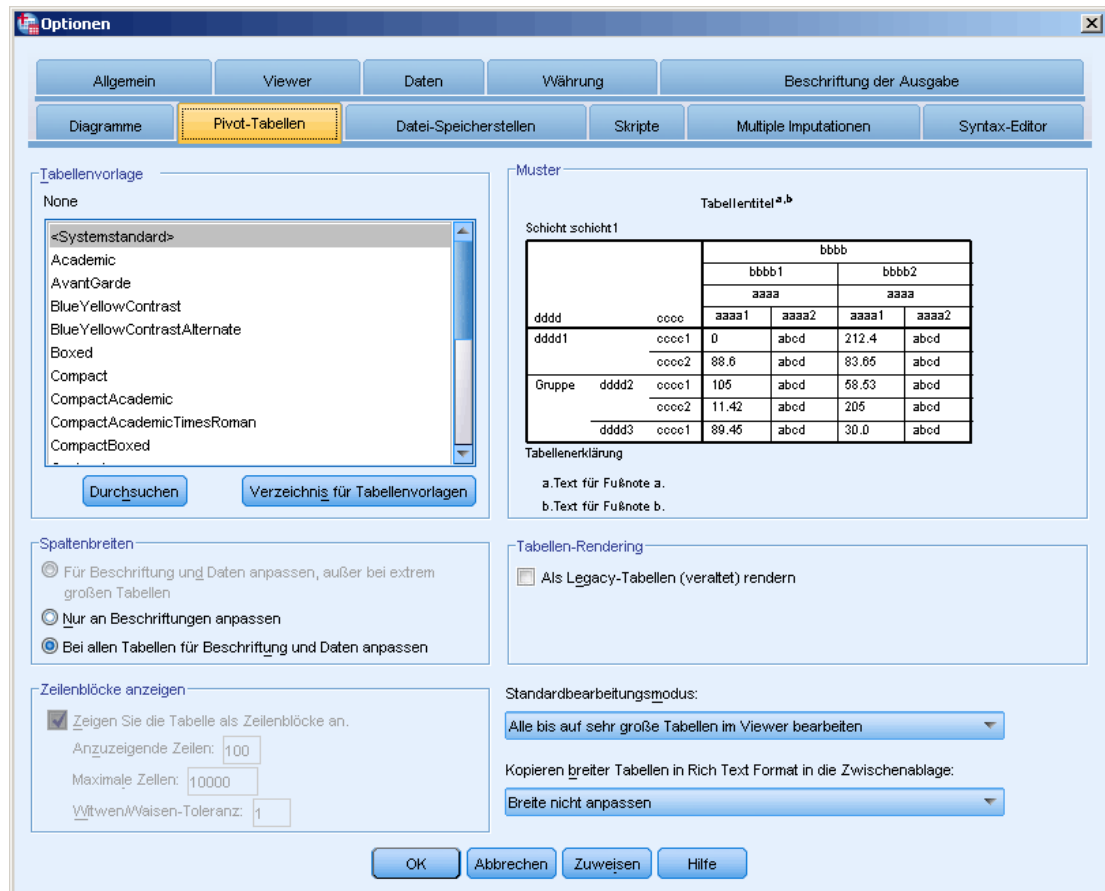 Optionen
Allgemein Viewer Daten Währung Beschriftung der Ausgabe
Diagramme Pivot-Tabellen Datei-Speicherstellen Skripte Multiple Imputationen Syntax-Editor
Tabellenvorlage
None
<Systemstandard>
Academic
AvantGarde
BlueYellowContrast
BlueYellowContrastAlternate
Boxed
Compact
CompactAcademic
CompactAcademicTimesRoman
CompactBoxed
Durchsuchen Verzeichnis für Tabellenvorlagen
Muster
Tabellentitel a,b
Schicht :schicht1
bbbb
bbbb1 bbbb2
aaaa aaaa
dddd cccc aaaa1 aaaa2 aaaa1 aaaa2
dddd1 cccc1 0 abcd 212.4 abcd
cccc2 88.6 abcd 83.65 abcd
Gruppe dddd2 cccc1 105 abcd 58.53 abcd
cccc2 11.42 abcd 205 abcd
dddd3 cccc1 89.45 abcd 30.0 abcd
Tabellenerklärung
a.Text für Fußnote a.
b.Text für Fußnote b.
Spaltenbreiten
Für Beschriftung und Daten anpassen, außer bei extrem
großen Tabellen
Nur an Beschriftungen anpassen
Bei allen Tabellen für Beschriftung und Daten anpassen
Tabellen-Rendering
Als Legacy-Tabellen (veraltet) rendern
Zeilenblöcke anzeigen
Zeigen Sie die Tabelle als Zeilenblöcke an.
Anzuzeigende Zeilen: 100
Maximale Zellen: 10000
Witwen/Waisen-Toleranz: 1
Standardbearbeitungsmodus:
Alle bis auf sehr große Tabellen im Viewer bearbeiten
Kopieren breiter Tabellen in Rich Text Format in die Zwischenablage:
Breite nicht anpassen
OK Abbrechen Zuweisen Hilfe